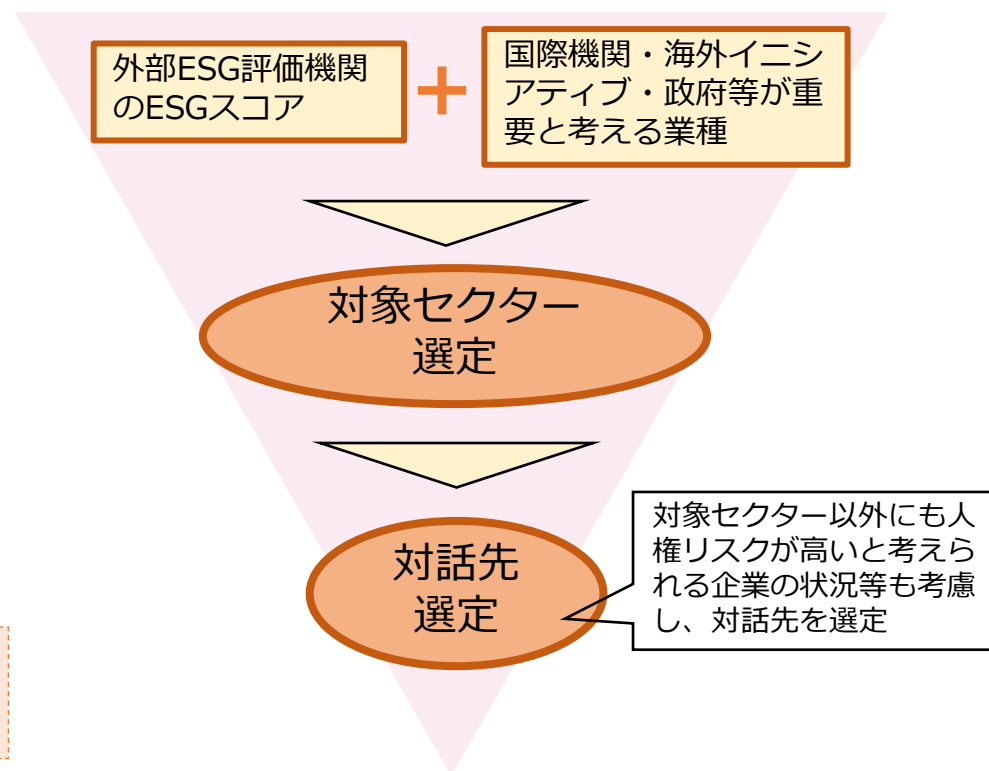 外部ESG評価機関
のESGスコア
+
国際機関・海外イニシ
アティブ・政府等が重
要と考える業種
対象セクター
選定
対話先
選定
対象セクター以外にも人
権リスクが高いと考えら
れる企業の状況等も考慮
し、対話先を選定